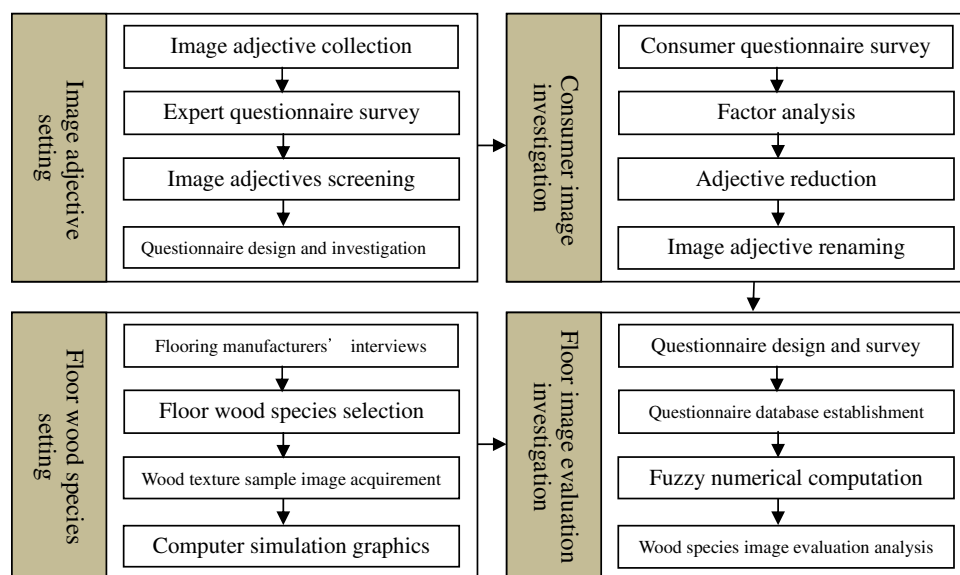 Image adjective
setting
Image adjective collection
Expert questionnaire survey
Image adjectives screening
Questionnaire design and investigation
Consumer image
investigation
Consumer questionnaire survey
Factor analysis
Adjective reduction
Image adjective renaming
Floor wood species
setting
Flooring manufacturers’ interviews
Floor wood species selection
Wood texture sample image acquirement
Computer simulation graphics
Floor image evaluation
investigation
Questionnaire design and survey
Questionnaire database establishment
Fuzzy numerical computation
Wood species image evaluation analysis